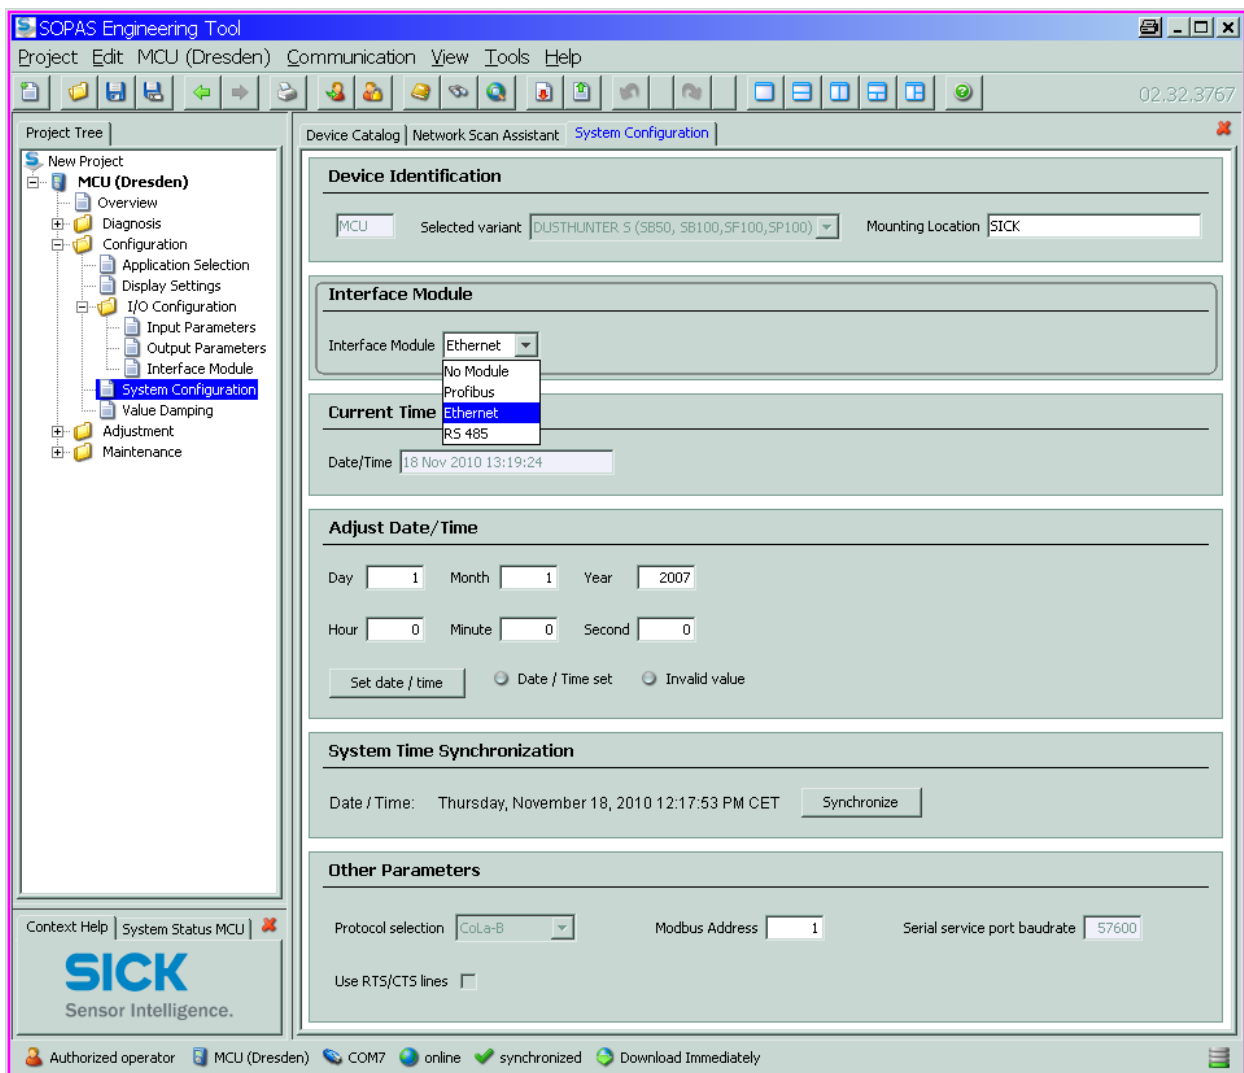 SOPAS Engineering Tool
Project Edit MCU (Dresden) Communication View Tools Help
02.32.3767
Project Tree
Device Catalog Network Scan Assistant System Configuration
New Project
MCU (Dresden)
Overview
Diagnosis
Configuration
Application Selection
Display Settings
I/O Configuration
Input Parameters
Output Parameters
Interface Module
System Configuration
Value Damping
Adjustment
Maintenance
Device Identification
MCU Selected variant DUSTHUNTER S (SB50, SB100,SF100,SP100) Mounting Location SICK
Interface Module
Interface Module Ethernet
No Module
Profibus
Ethernet
RS 485
Current Time
Date/Time 18 Nov 2010 13:19:24
Adjust Date/Time
Day 1 Month 1 Year 2007
Hour 0 Minute 0 Second 0
Set date / time Date / Time set Invalid value
System Time Synchronization
Date / Time: Thursday, November 18, 2010 12:17:53 PM CET Synchronize
Other Parameters
Protocol selection CoLa-B Modbus Address 1 Serial service port baudrate 57600
Use RTS/CTS lines
Context Help System Status MCU
SICK
Sensor Intelligence.
Authorized operator MCU (Dresden) COM7 online synchronized Download Immediately